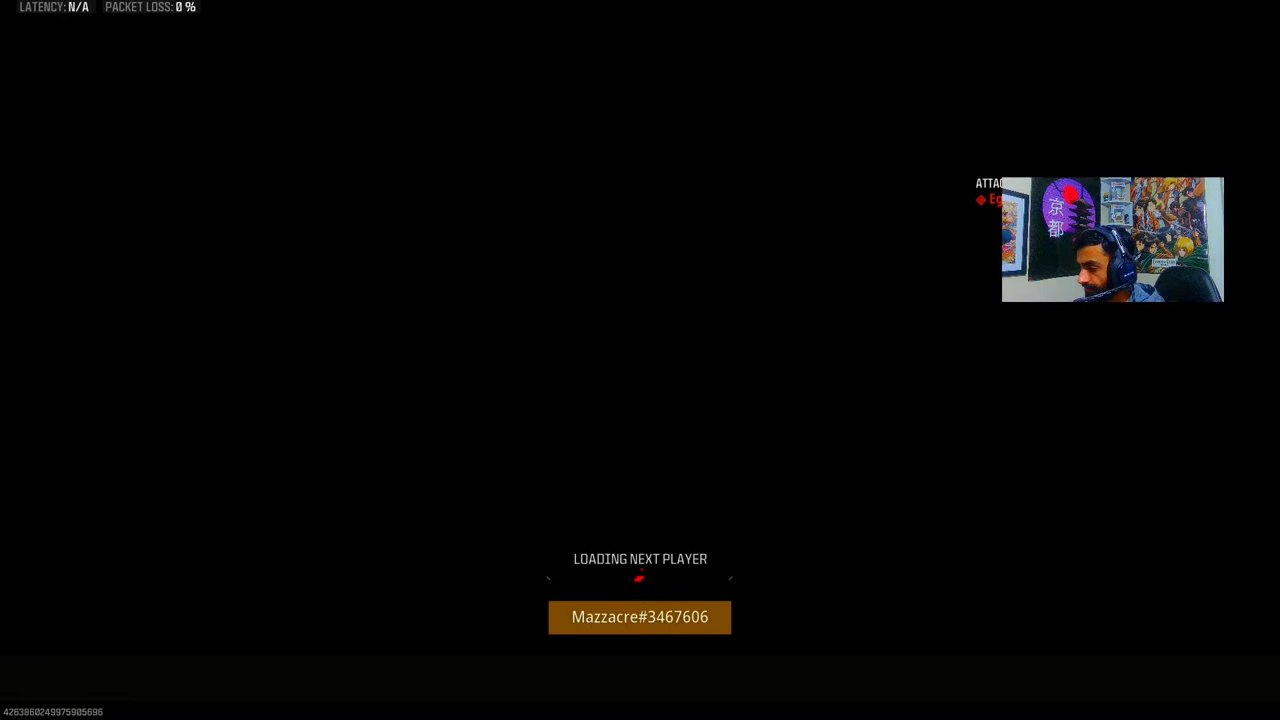 LATENCY: N/A PACKET LOSS: 0 %
京
都
LOADING NEXT PLAYER
Mazzacre#3467606
4263860249975905696